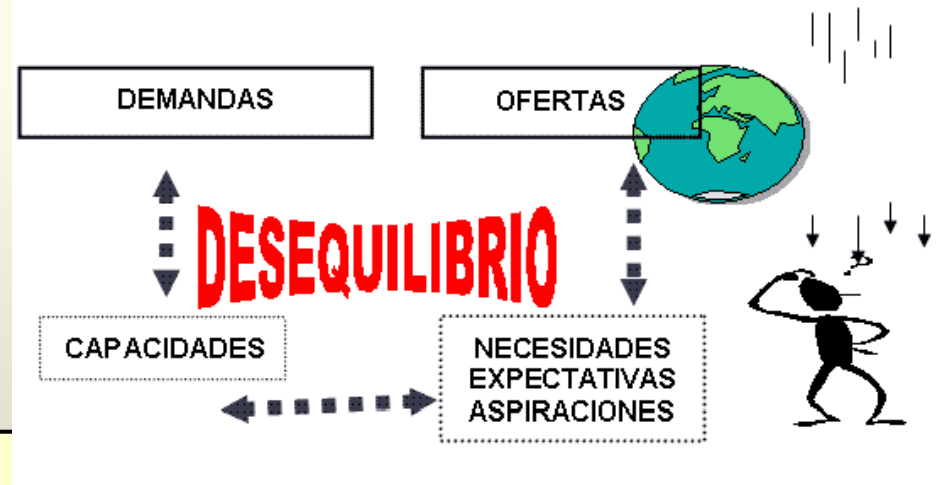 DEMANDAS
OFERTAS
DESEQUILIBRIO
CAPACIDADES
NECESIDADES
EXPECTATIVAS
ASPIRACIONES